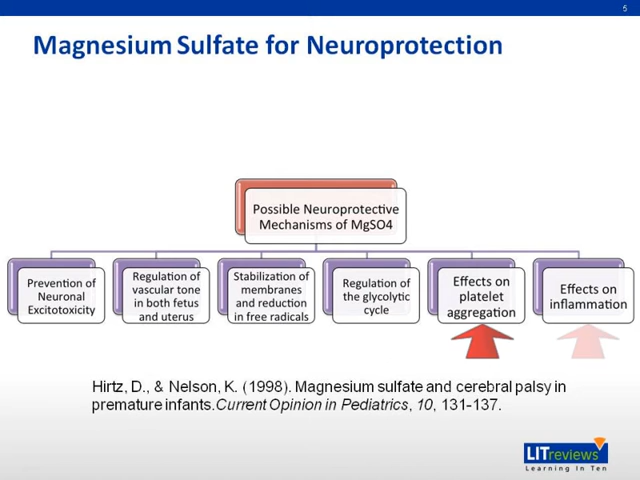 5
Magnesium Sulfate for Neuroprotection
Possible Neuroprotective
Mechanisms of MgSO4
Prevention of
Neuronal
Excitotoxicity
Regulation of
vascular tone
in both fetus
and uterus
Stabilization of
membranes
and reduction
in free radicals
Regulation of
the glycolytic
cycle
Effects on
platelet
aggregation
Effects on
inflammation
Hirtz, D., & Nelson, K. (1998). Magnesium sulfate and cerebral palsy in
premature infants.Current Opinion in Pediatrics, 10, 131-137.
LITreviews
Learning In Ten